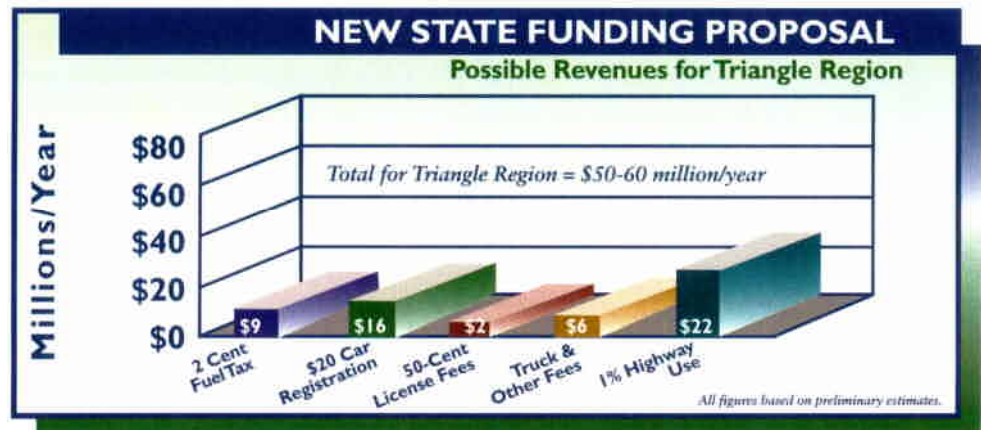 NEW STATE FUNDING PROPOSAL
Possible Revenues for Triangle Region
Millions/Year
$80
$60
$40
$20
$0
Total for Triangle Region = $50-60 million/year
$9
$16
$2
$6
$22
2 Cent
Fuel Tax
$20 Car
Registration
50-Cent
License Fees
Truck &
Other Fees
1% Highway
Use
All figures based on preliminary estimates.